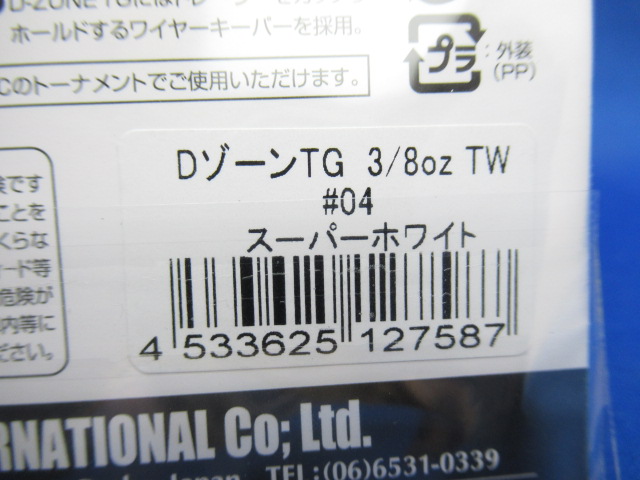 ホールドするワイヤーキーパーを採用。
Cのトーナメントでご使用いただけます。
プラ
:外装
(PP)
DゾーンTG 3/8oz TW
#04
スーパーホワイト
4 533625 127587
険です
ことを
くらな
ード等
危険が
内等に
ださい。
RNATIONAL Co; Ltd.
Japan TEL:(06)6531-0339